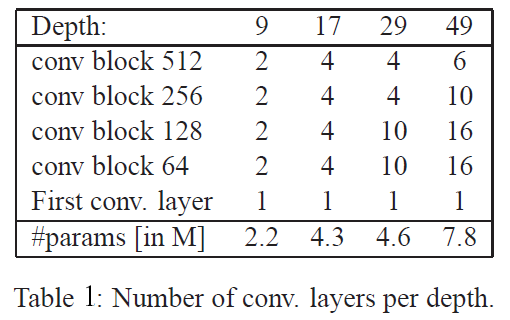 Depth: 9 17 29 49
conv block 512 2 4 4 6
conv block 256 2 4 4 10
conv block 128 2 4 10 16
conv block 64 2 4 10 16
First conv. layer 1 1 1 1
#params [in M] 2.2 4.3 4.6 7.8
Table 1: Number of conv. layers per depth.